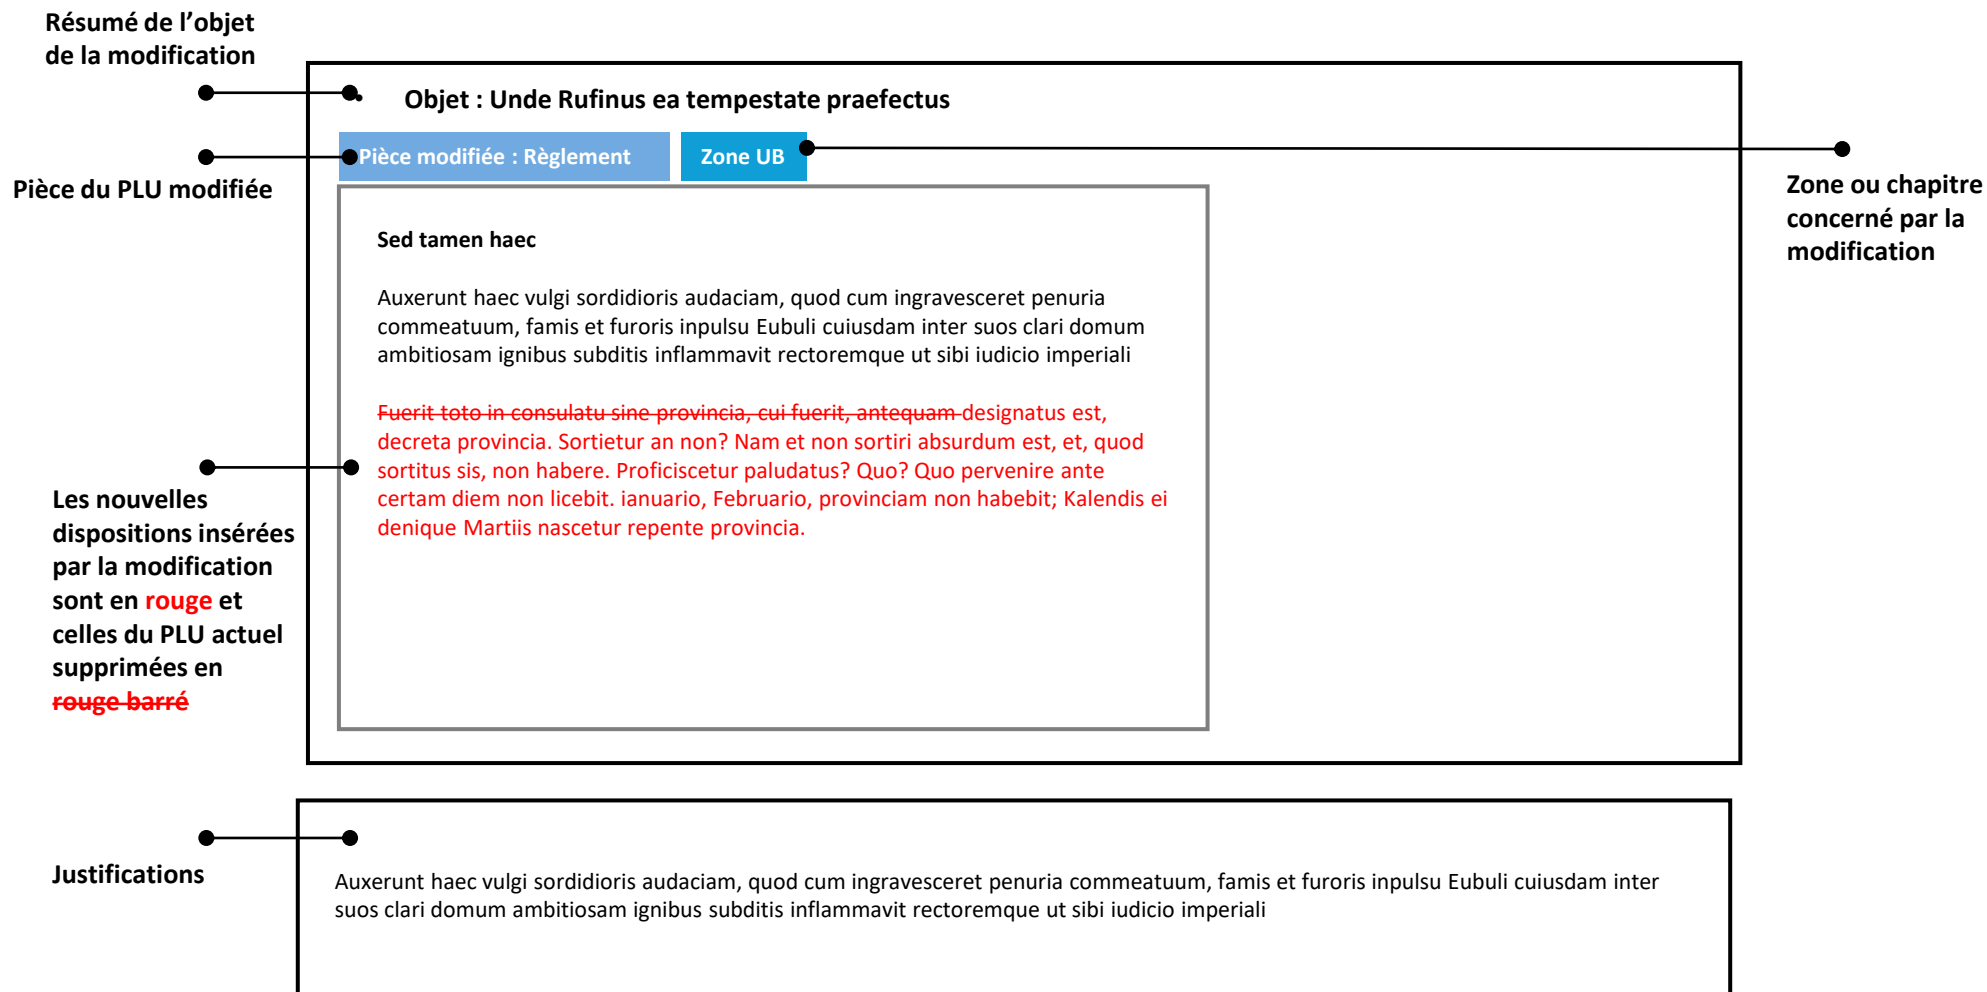 Résumé de l'objet
de la modification
• Objet : Unde Rufinus ea tempestate praefectus
Pièce modifiée : Règlement
Zone UB
Pièce du PLU modifiée
Zone ou chapitre
concerné par la
modification
Sed tamen haec
Auxerunt haec vulgi sordidioris audaciam, quod cum ingravesceret penuria
commeatuum, famis et furoris inpulsu Eubuli cuiusdam inter suos clari domum
ambitiosam ignibus subditis inflammavit rectoremque ut sibi iudicio imperiali
Fuerit toto in consulatu sine provincia, cui fuerit, antequam designatus est,
decreta provincia. Sortietur an non? Nam et non sortiri absurdum est, et, quod
sortitus sis, non habere. Proficiscetur paludatus? Quo? Quo pervenire ante
certam diem non licebit. ianuario, Februario, provinciam non habebit; Kalendis ei
denique Martiis nascetur repente provincia.
Les nouvelles
dispositions insérées
par la modification
sont en rouge et
celles du PLU actuel
supprimées en
rouge barré
Justifications
Auxerunt haec vulgi sordidioris audaciam, quod cum ingravesceret penuria commeatuum, famis et furoris inpulsu Eubuli cuiusdam inter
suos clari domum ambitiosam ignibus subditis inflammavit rectoremque ut sibi iudicio imperiali